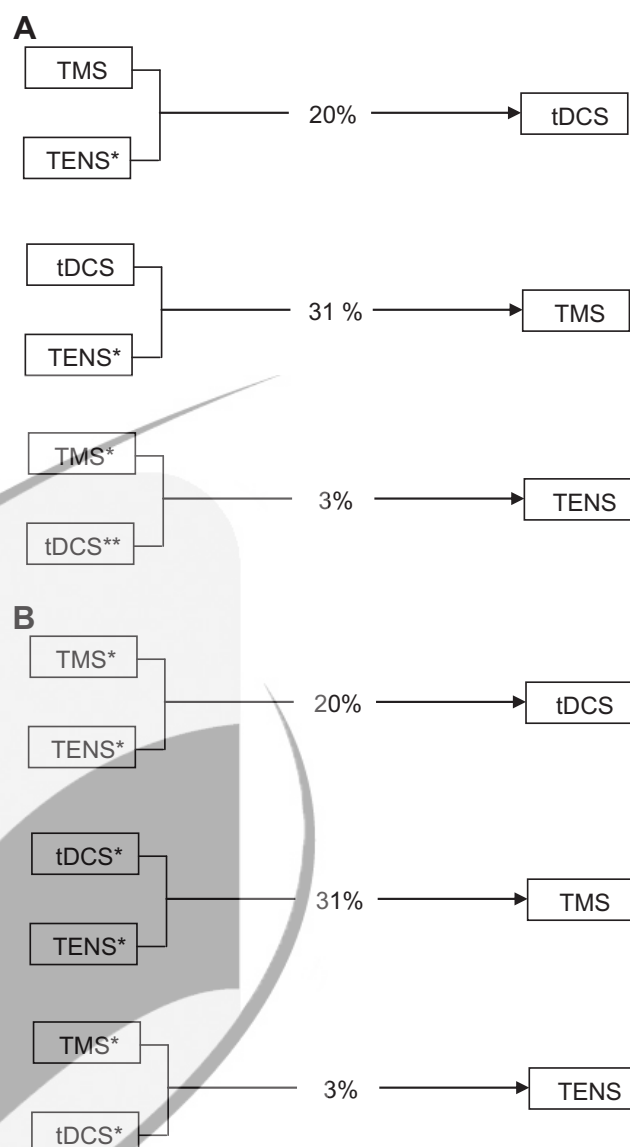 A
TMS
20%
tDCS
TENS*
tDCS
31 %
TMS
TENS*
TMS*
3%
TENS
tDCS**
B
TMS*
20%
tDCS
TENS*
tDCS*
31%
TMS
TENS*
TMS*
3%
TENS
tDCS*